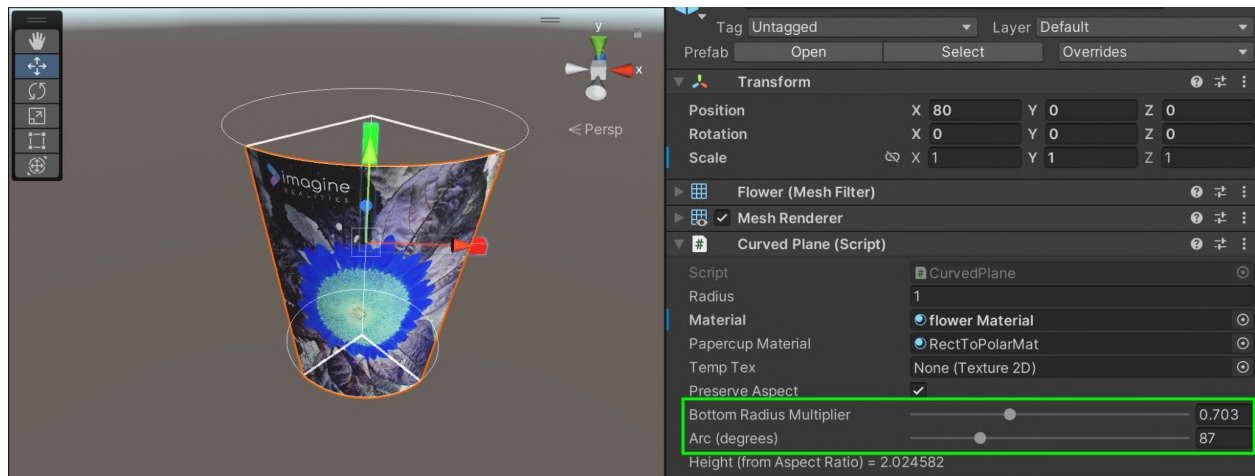 y
x
< Persp
imagine
REALITIES
Tag Untagged Layer Default
Prefab Open Select Overrides
Transform
Position X 80 Y 0 Z 0
Rotation X 0 Y 0 Z 0
Scale X 1 Y 1 Z 1
Flower (Mesh Filter)
Mesh Renderer
# Curved Plane (Script)
Script # CurvedPlane
Radius 1
Material flower Material
Papercup Material RectToPolarMat
Temp Tex None (Texture 2D)
Preserve Aspect
Bottom Radius Multiplier 0.703
Arc (degrees) 87
Height (from Aspect Ratio) = 2.024582